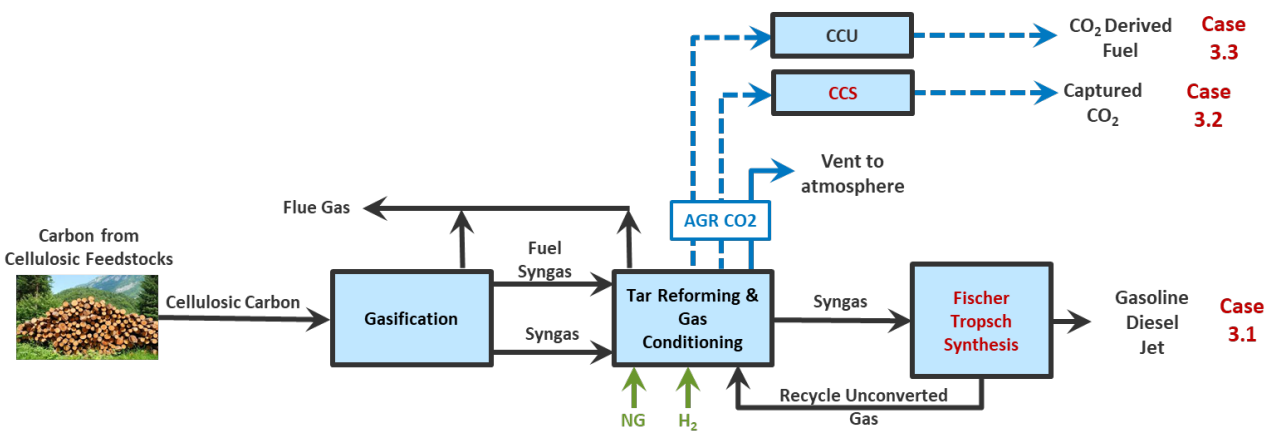 CCU
CO2 Derived
Fuel
Case
3.3
CCS
Captured
CO2
Case
3.2
Vent to
atmosphere
Flue Gas
AGR CO2
Carbon from
Cellulosic Feedstocks
Fuel
Syngas
Cellulosic Carbon
Gasification
Syngas
Tar Reforming &
Gas
Conditioning
Syngas
Fischer
Tropsch
Synthesis
Gasoline
Diesel
Jet
Case
3.1
Recycle Unconverted
Gas
NG
H2